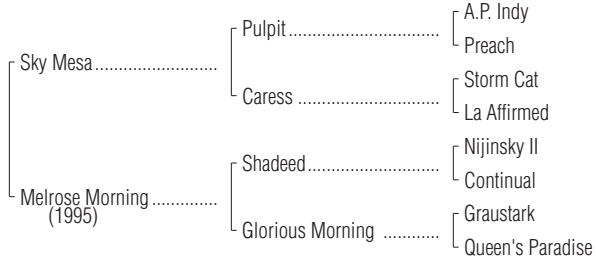 A.P. Indy
Pulpit
Preach
Sky Mesa
Storm Cat
Caress
La Affirmed
Nijinsky II
Shadeed
Continual
Melrose Morning
(1995)
Graustark
Glorious Morning
Queen's Paradise